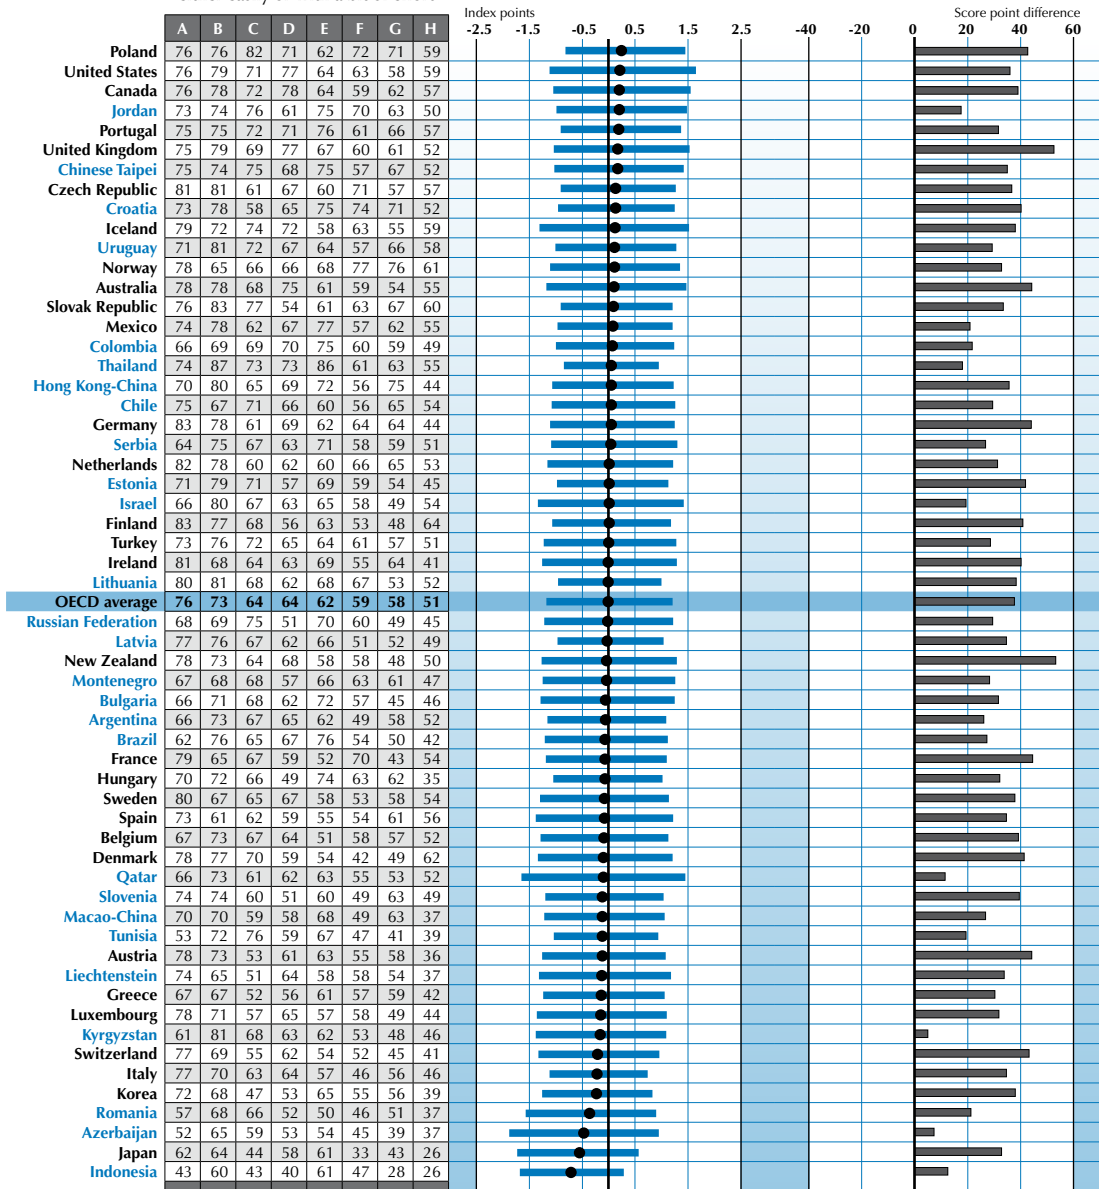 Index points
Score point difference
A B C D E F G H -2.5 -1.5 -0.5 0.5 1.5 2.5 -40 -20 0 20 40 60
Poland 76 76 82 71 62 72 71 59
United States 76 79 71 77 64 63 58 59
Canada 76 78 72 78 64 59 62 57
Jordan 73 74 76 61 75 70 63 50
Portugal 75 75 72 71 76 61 66 57
United Kingdom 75 79 69 77 67 60 61 52
Chinese Taipei 75 74 75 68 75 57 67 52
Czech Republic 81 81 61 67 60 71 57 57
Croatia 73 78 58 65 75 74 71 52
Iceland 79 72 74 72 58 63 55 59
Uruguay 71 81 72 67 64 57 66 58
Norway 78 65 66 66 68 77 76 61
Australia 78 78 68 75 61 59 54 55
Slovak Republic 76 83 77 54 61 63 67 60
Mexico 74 78 62 67 77 57 62 55
Colombia 66 69 69 70 75 60 59 49
Thailand 74 87 73 73 86 61 63 55
Hong Kong-China 70 80 65 69 72 56 75 44
Chile 75 67 71 66 60 56 65 54
Germany 83 78 61 69 62 64 64 44
Serbia 64 75 67 63 71 58 59 51
Netherlands 82 78 60 62 60 66 65 53
Estonia 71 79 71 57 69 59 54 45
Israel 66 80 67 63 65 58 49 54
Finland 83 77 68 56 63 53 48 64
Turkey 73 76 72 65 64 61 57 51
Ireland 81 68 64 63 69 55 64 41
Lithuania 80 81 68 62 68 67 53 52
OECD average 76 73 64 64 62 59 58 51
Russian Federation 68 69 75 51 70 60 49 45
Latvia 77 76 67 62 66 51 52 49
New Zealand 78 73 64 68 58 58 48 50
Montenegro 67 68 68 57 66 63 61 47
Bulgaria 66 71 68 62 72 57 45 46
Argentina 66 73 67 65 62 49 58 52
Brazil 62 76 65 67 76 54 50 42
France 79 65 67 59 52 70 43 54
Hungary 70 72 66 49 74 63 62 35
Sweden 80 67 65 67 58 53 58 54
Spain 73 61 62 59 55 54 61 56
Belgium 67 73 67 64 51 58 57 52
Denmark 78 77 70 59 54 42 49 62
Qatar 66 73 61 62 63 55 53 52
Slovenia 74 74 60 51 60 49 63 49
Macao-China 70 70 59 58 68 49 63 37
Tunisia 53 72 76 59 67 47 41 39
Austria 78 73 53 61 63 55 58 36
Liechtenstein 74 65 51 64 58 58 54 37
Greece 67 67 52 56 61 57 59 42
Luxembourg 78 71 57 65 57 58 49 44
Kyrgyzstan 61 81 68 63 62 53 48 46
Switzerland 77 69 55 62 54 52 45 41
Italy 77 70 63 64 57 46 56 46
Korea 72 68 47 53 65 55 56 39
Romania 57 68 66 52 50 46 51 37
Azerbaijan 52 65 59 53 54 45 39 37
Japan 62 64 44 58 61 33 43 26
Indonesia 43 60 43 40 61 47 28 26